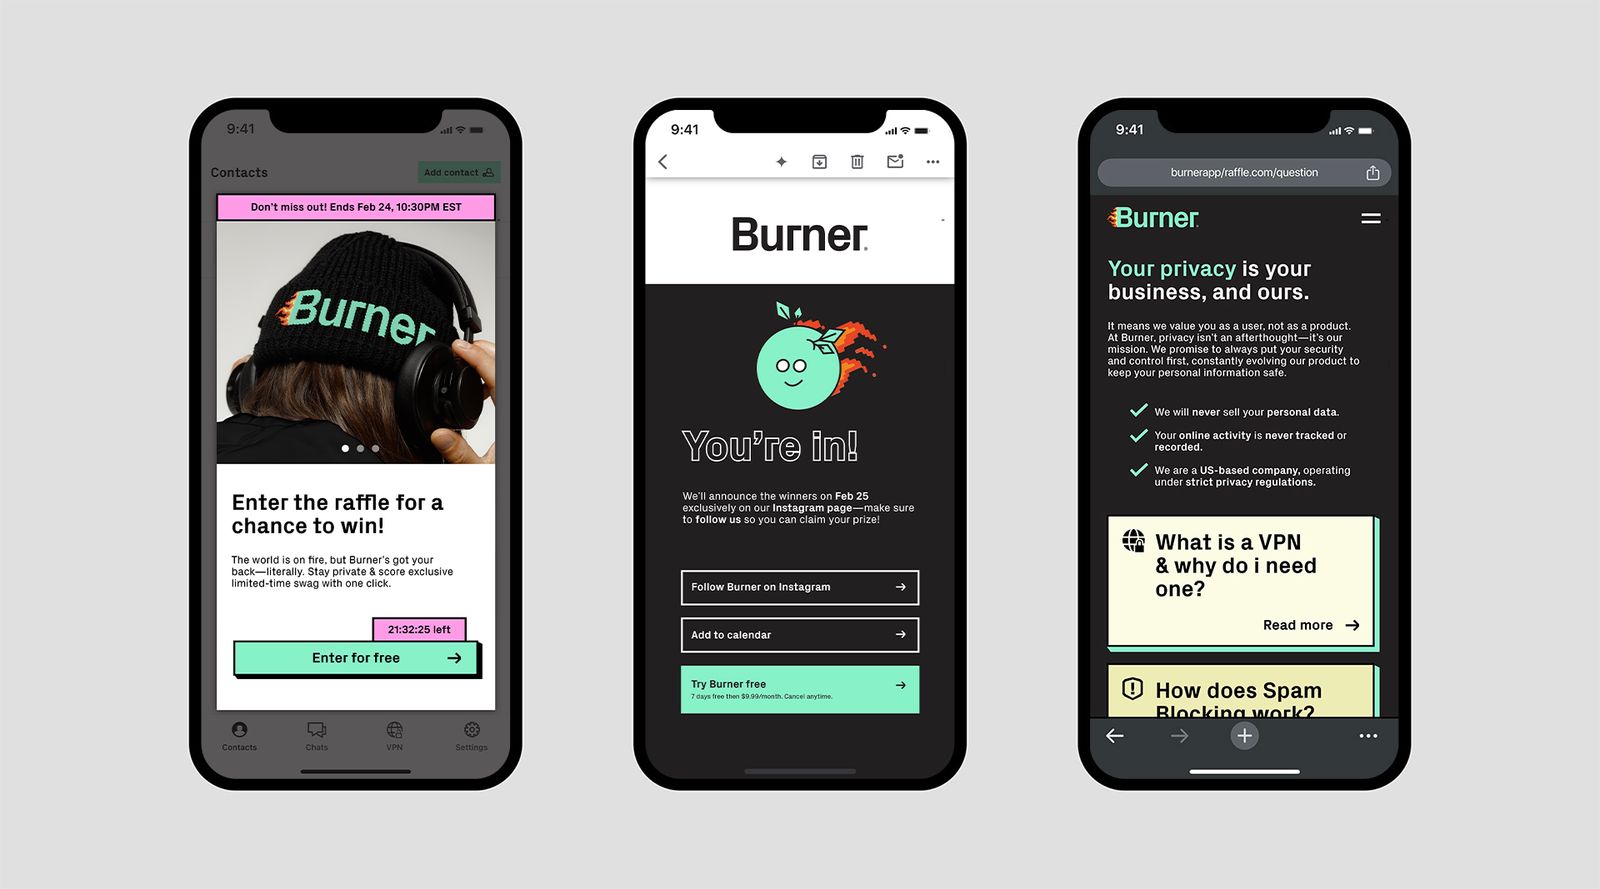 9:41
Contacts
Add contact
Don't miss out! Ends Feb 24, 10:30PM EST
Burner
Enter the raffle for a
chance to win!
The world is on fire, but Burner's got your
back—literally. Stay private & score exclusive
limited-time swag with one click.
21:32:25 left
Enter for free
Contacts
Chats
VPN
Settings
9:41
Burner
You're in!
We'll announce the winners on Feb 25
exclusively on our Instagram page—make sure
to follow us so you can claim your prize!
Follow Burner on Instagram
Add to calendar
Try Burner free
7 days free then $9.99/month. Cancel anytime.
9:41
burnerapp/raffle.com/question
Burner
Your privacy is your
business, and ours.
It means we value you as a user, not as a product.
At Burner, privacy isn't an afterthought—it's our
mission. We promise to always put your security
and control first, constantly evolving our product to
keep your personal information safe.
We will never sell your personal data.
Your online activity is never tracked or
recorded.
We are a US-based company, operating
under strict privacy regulations.
What is a VPN
& why do i need
one?
Read more
How does Spam
Blocking work?